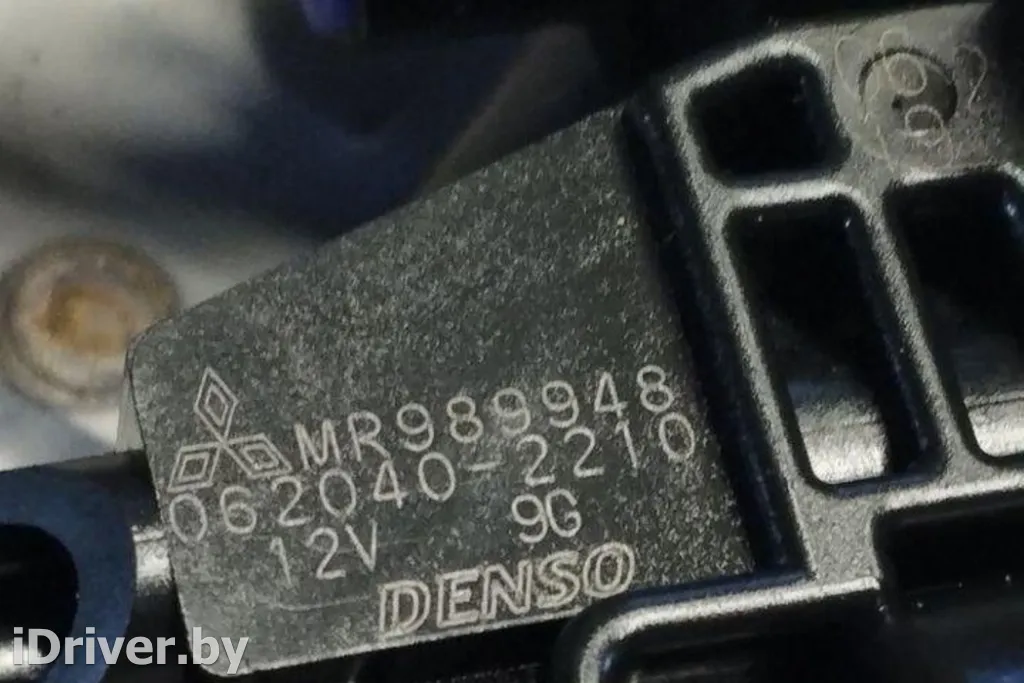 MR989948
062040-2210
12V 9G
DENSO
iDriver.by